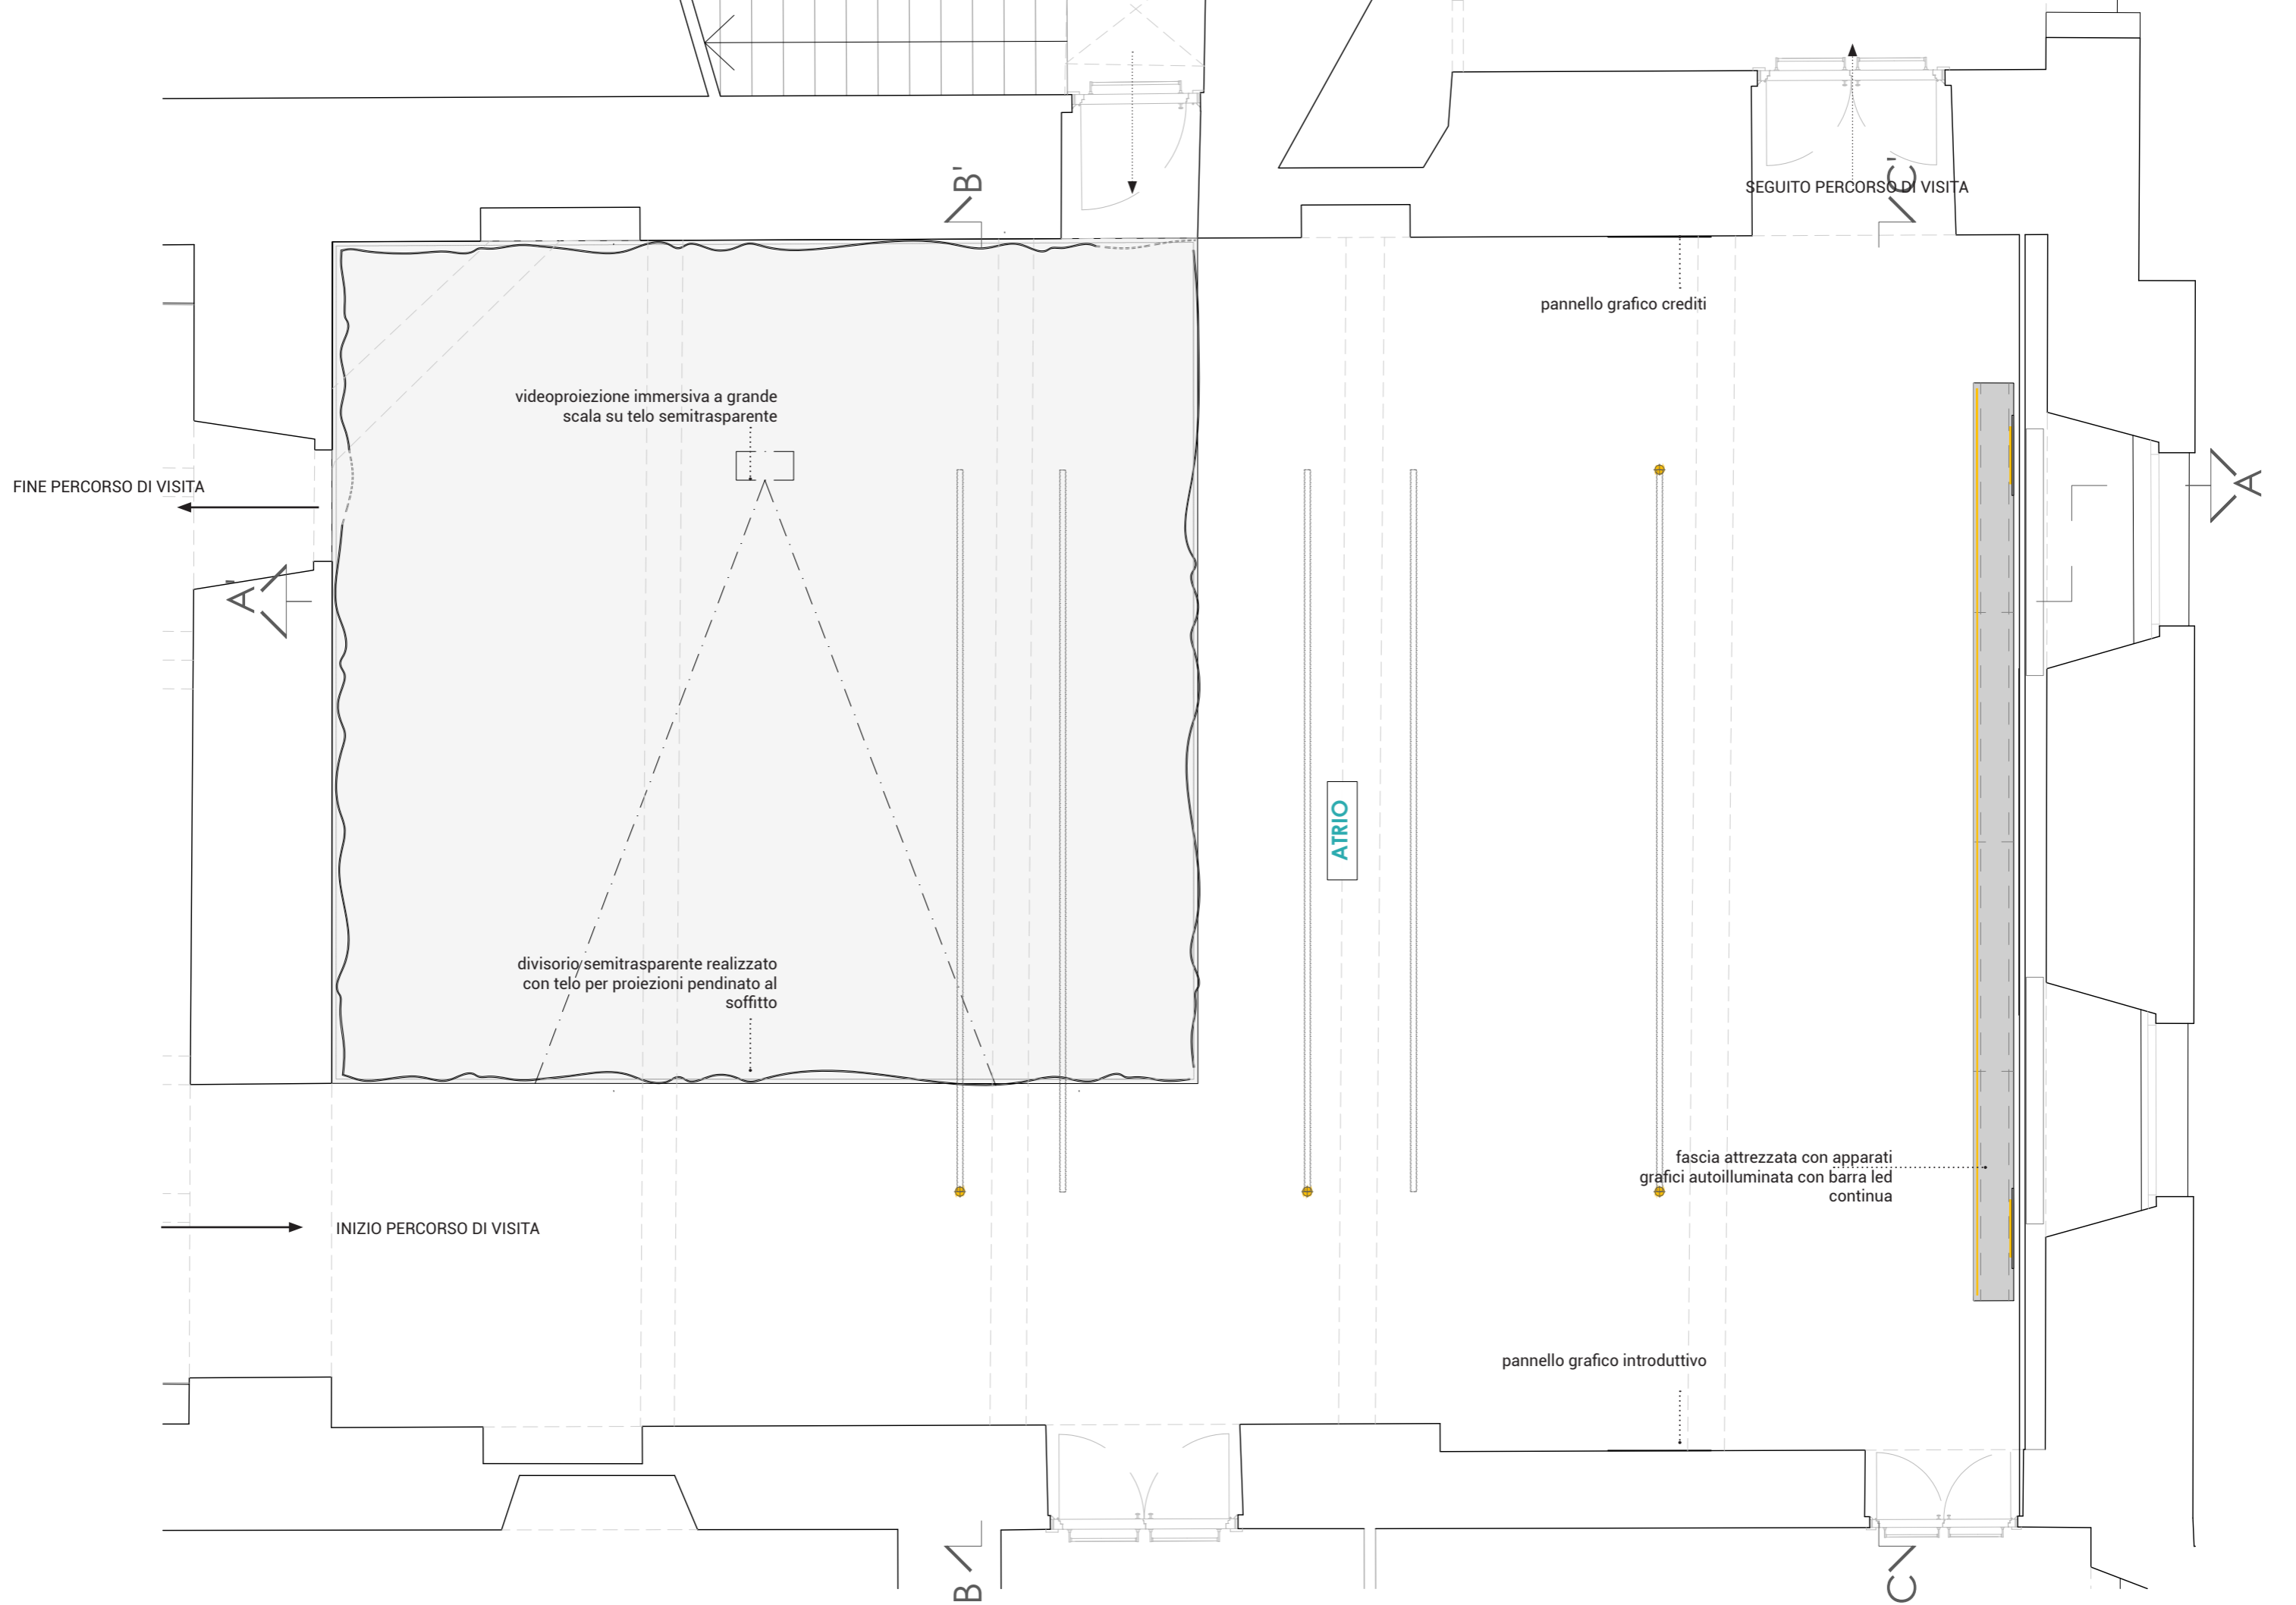 B'
C'
SEGUITO PERCORSO DI VISITA
pannello grafico crediti
videoproiezione immersiva a grande
scala su telo semitrasparente
FINE PERCORSO DI VISITA
A
A'
ATRIO
divisorio semitrasparente realizzato
con telo per proiezioni pendinato al
soffitto
fascia attrezzata con apparati
grafici autoilluminata con barra led
continua
INIZIO PERCORSO DI VISITA
pannello grafico introduttivo
B
C